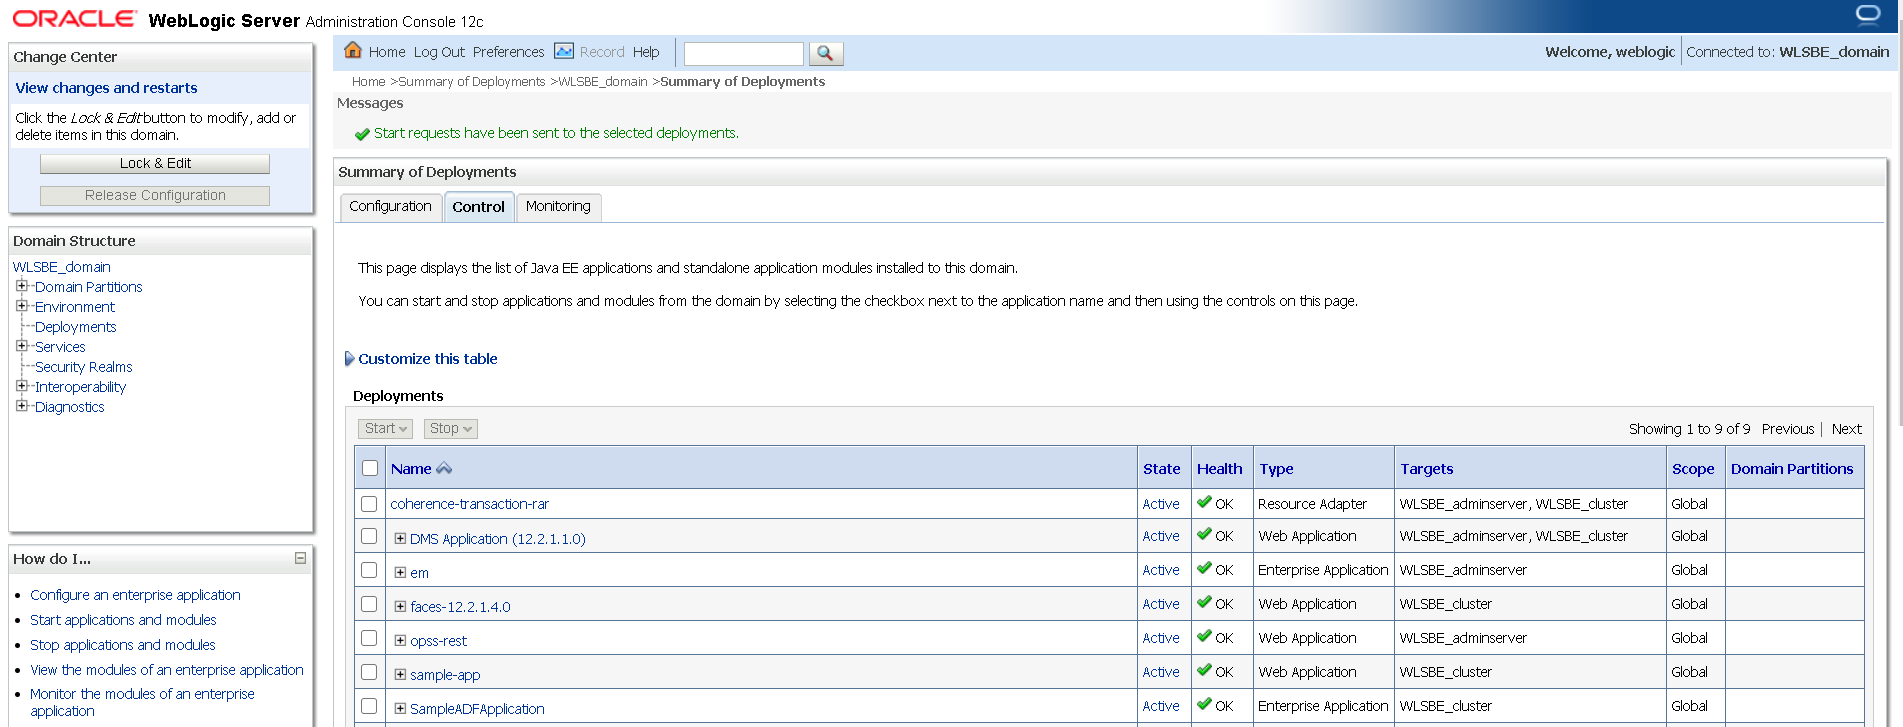 ORACLE WebLogic Server Administration Console 12c
Change Center
View changes and restarts
Click the Lock & Edit button to modify, add or
delete items in this domain.
Lock & Edit
Release Configuration
Domain Structure
WLSBE_domain
Domain Partitions
Environment
Deployments
Services
Security Realms
Interoperability
Diagnostics
How do I...
Configure an enterprise application
Start applications and modules
Stop applications and modules
View the modules of an enterprise application
Monitor the modules of an enterprise
application
Home Log Out Preferences Record Help
Welcome, weblogic Connected to: WLSBE_domain
Home >Summary of Deployments >WLSBE_domain >Summary of Deployments
Messages
Start requests have been sent to the selected deployments.
Summary of Deployments
Configuration Control Monitoring
This page displays the list of Java EE applications and standalone application modules installed to this domain.
You can start and stop applications and modules from the domain by selecting the checkbox next to the application name and then using the controls on this page.
Customize this table
Deployments
Start Stop Showing 1 to 9 of 9 Previous | Next
Name State Health Type Targets Scope Domain Partitions
coherence-transaction-rar Active OK Resource Adapter WLSBE_adminserver, WLSBE_cluster Global
DMS Application (12.2.1.1.0) Active OK Web Application WLSBE_adminserver, WLSBE_cluster Global
em Active OK Enterprise Application WLSBE_adminserver Global
faces-12.2.1.4.0 Active OK Web Application WLSBE_cluster Global
opss-rest Active OK Web Application WLSBE_adminserver Global
sample-app Active OK Web Application WLSBE_cluster Global
SampleADFApplication Active OK Enterprise Application WLSBE_cluster Global